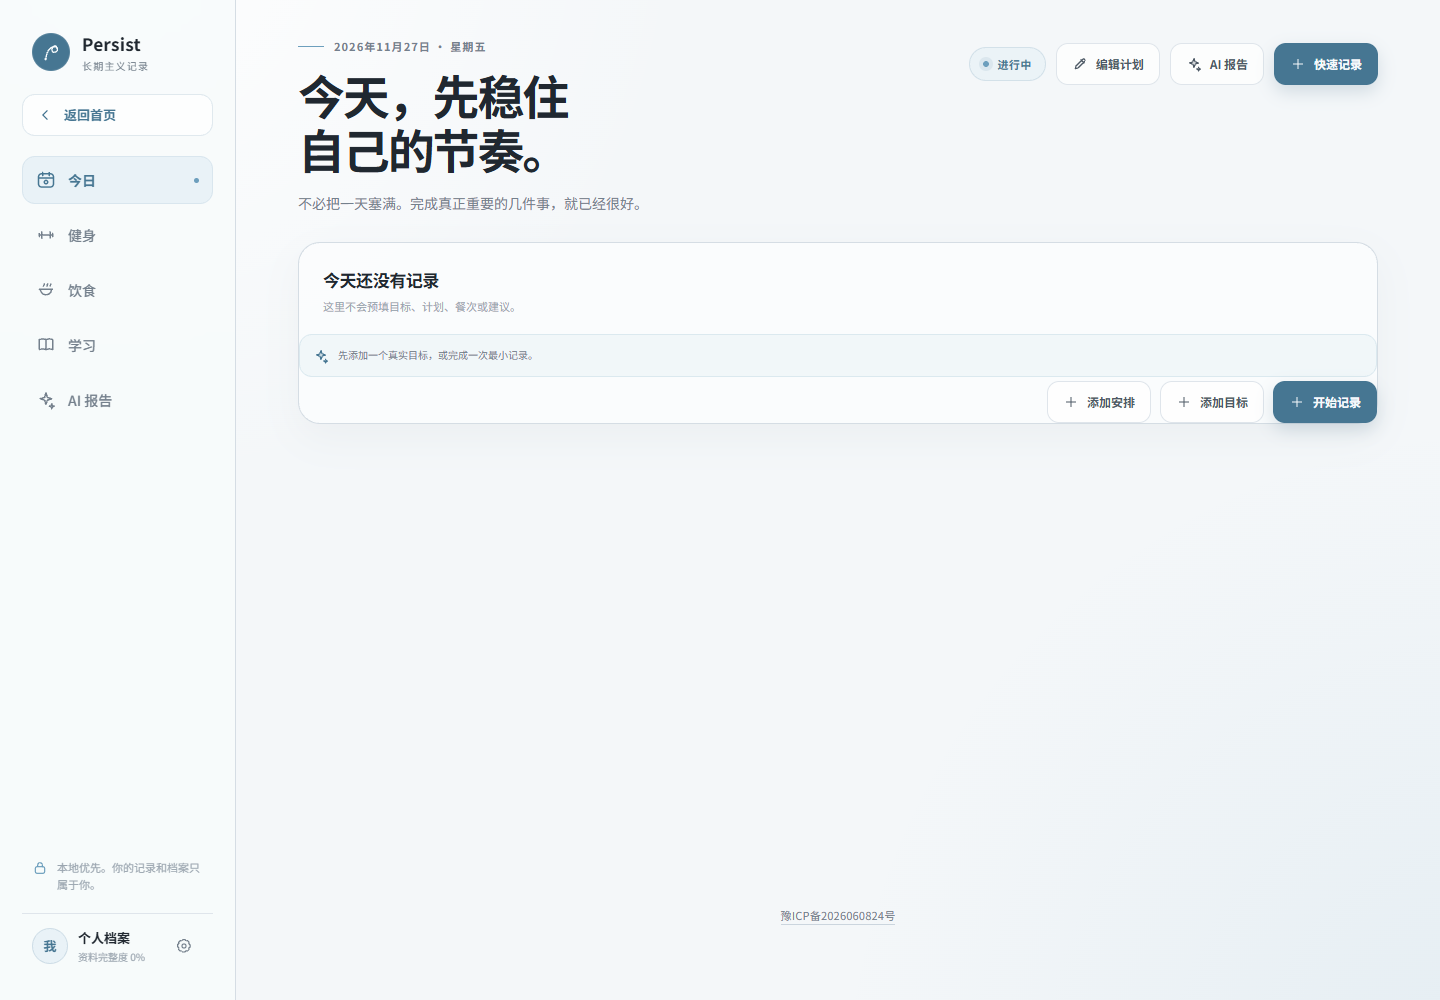 Persist
长期主义记录
返回首页
今日
健身
饮食
学习
AI 报告
本地优先。你的记录和档案只
属于你。
我
个人档案
资料完整度 0%
2026年11月27日 · 星期五
今天，先稳住
自己的节奏。
不必把一天塞满。完成真正重要的几件事，就已经很好。
进行中
编辑计划
AI 报告
快速记录
今天还没有记录
这里不会预填目标、计划、餐次或建议。
先添加一个真实目标，或完成一次最小记录。
添加安排
添加目标
开始记录
豫ICP备2026060824号